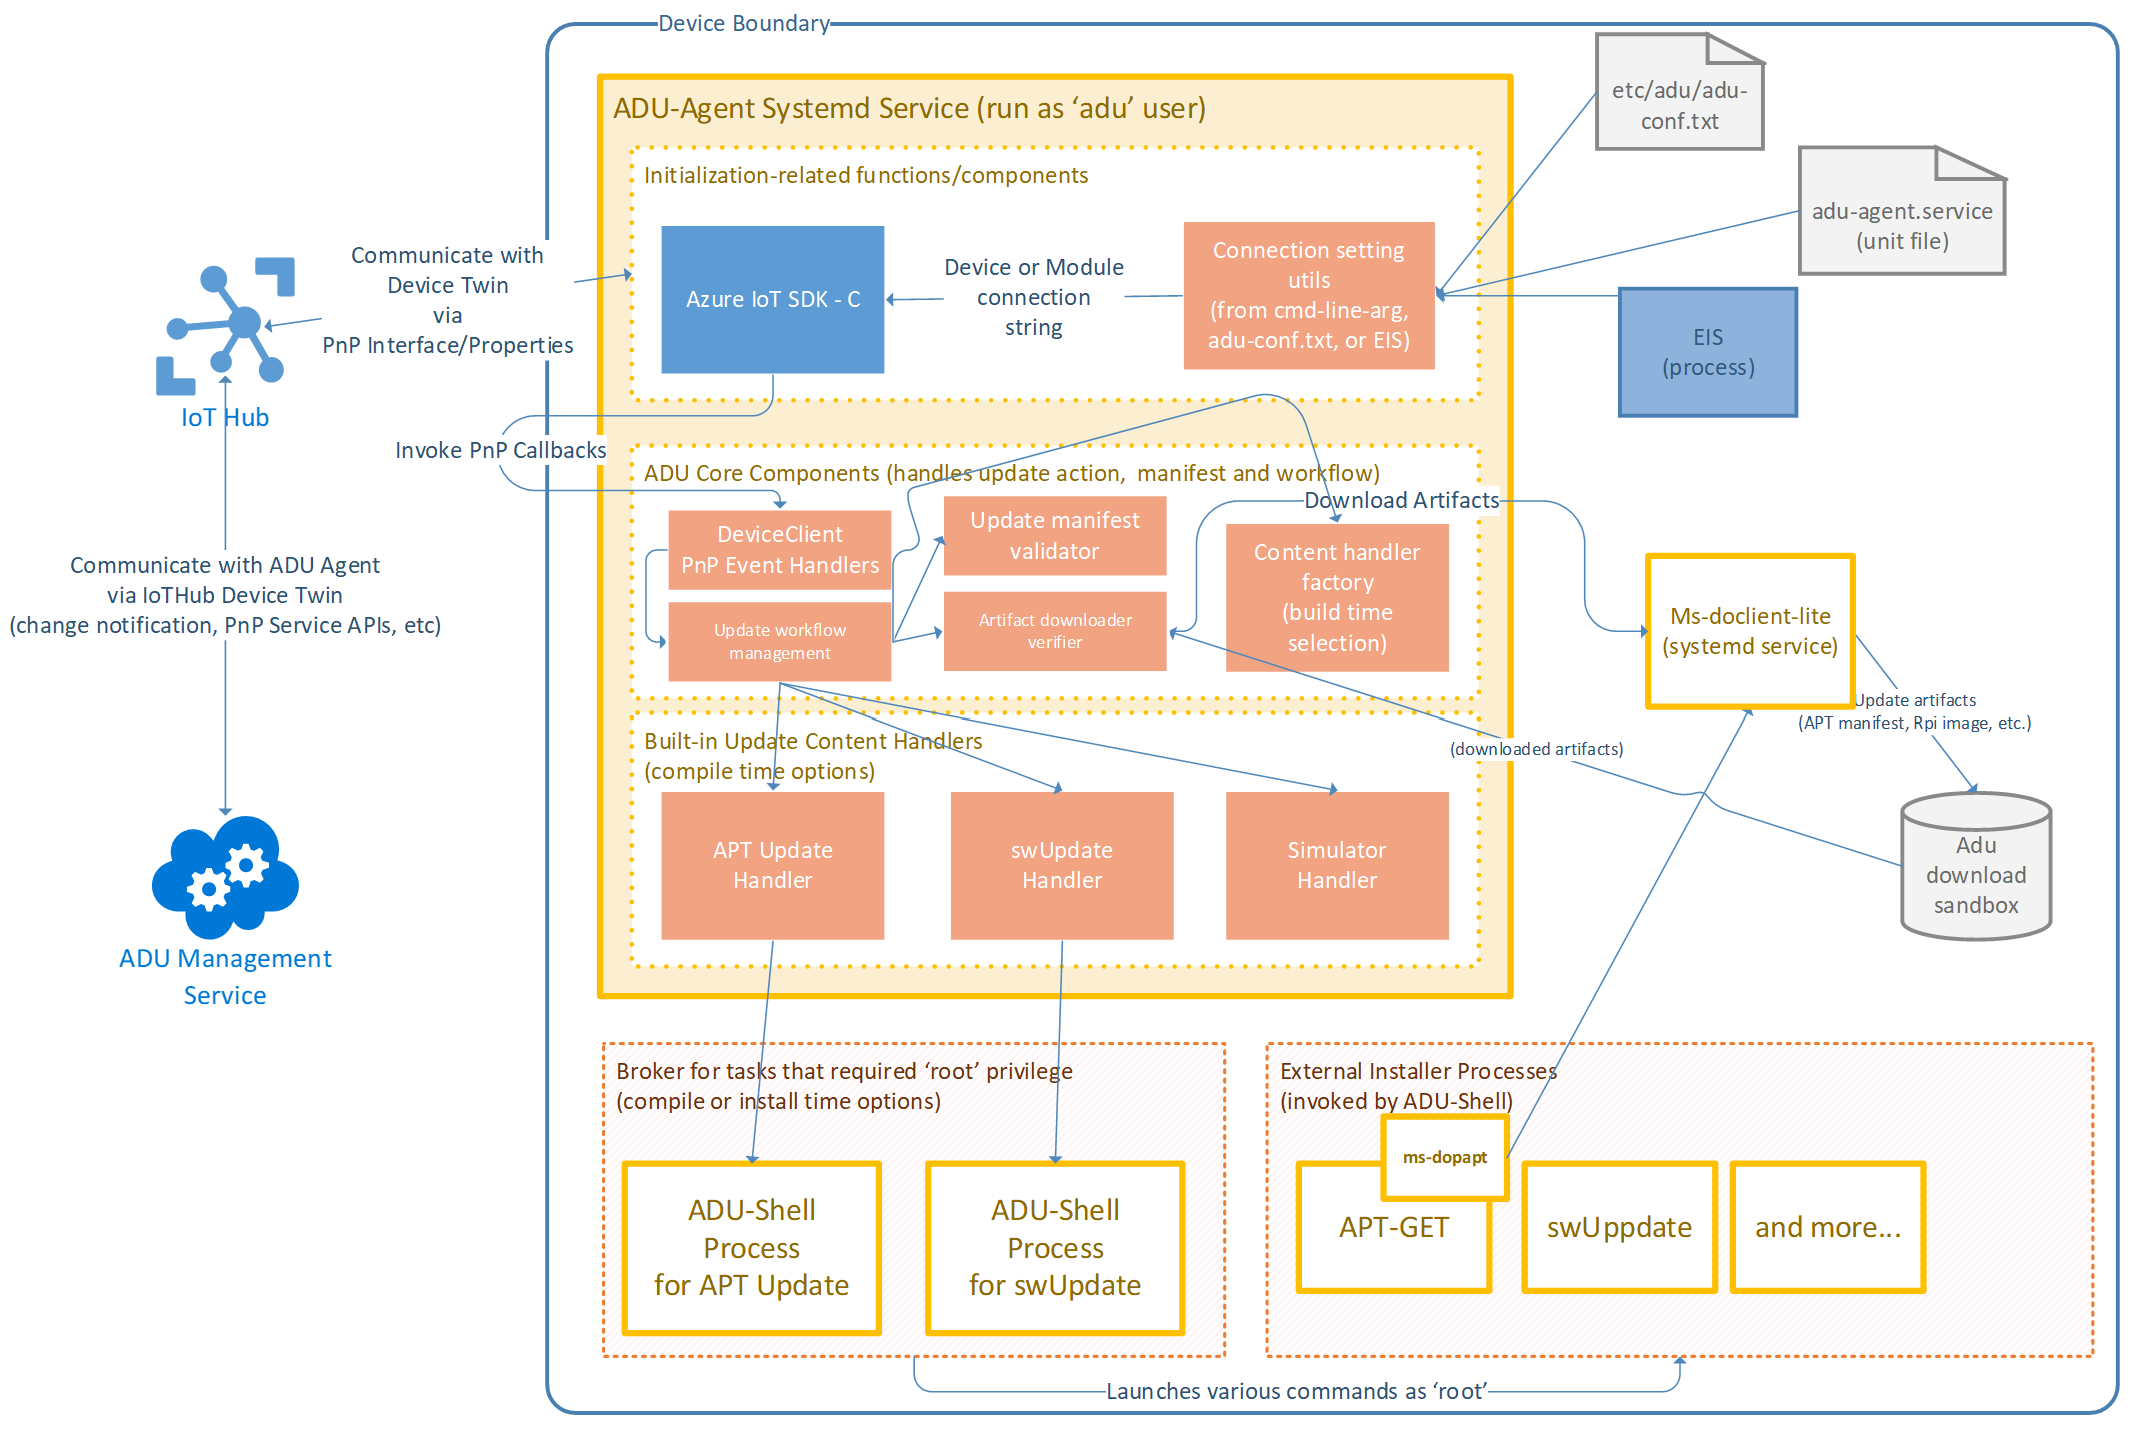 Device Boundary
etc/adu/adu-
conf.txt
ADU-Agent Systemd Service (run as ‘adu’ user)
Initialization-related functions/components
adu-agent.service
(unit file)
Communicate with
Device Twin
via
PnP Interface/Properties
Azure IoT SDK - C
Device or Module
connection
string
Connection setting
utils
(from cmd-line-arg,
adu-conf.txt, or EIS)
EIS
(process)
IoT Hub
Invoke PnP Callbacks
ADU Core Components (handles update action,  manifest and workflow)
Download Artifacts
DeviceClient
PnP Event Handlers
Update manifest
validator
Content handler
factory
(build time
selection)
Communicate with ADU Agent
via IoTHub Device Twin
(change notification, PnP Service APIs, etc)
Update workflow
management
Artifact downloader
verifier
Ms-doclient-lite
(systemd service)
Update artifacts
(APT manifest, Rpi image, etc.)
(downloaded artifacts)
Built-in Update Content Handlers
(compile time options)
APT Update
Handler
swUpdate
Handler
Simulator
Handler
Adu
download
sandbox
ADU Management
Service
Broker for tasks that required ‘root’ privilege
(compile or install time options)
External Installer Processes
(invoked by ADU-Shell)
ADU-Shell
Process
for APT Update
ADU-Shell
Process
for swUpdate
ms-dopapt
APT-GET
swUppdate
and more...
Launches various commands as ‘root’